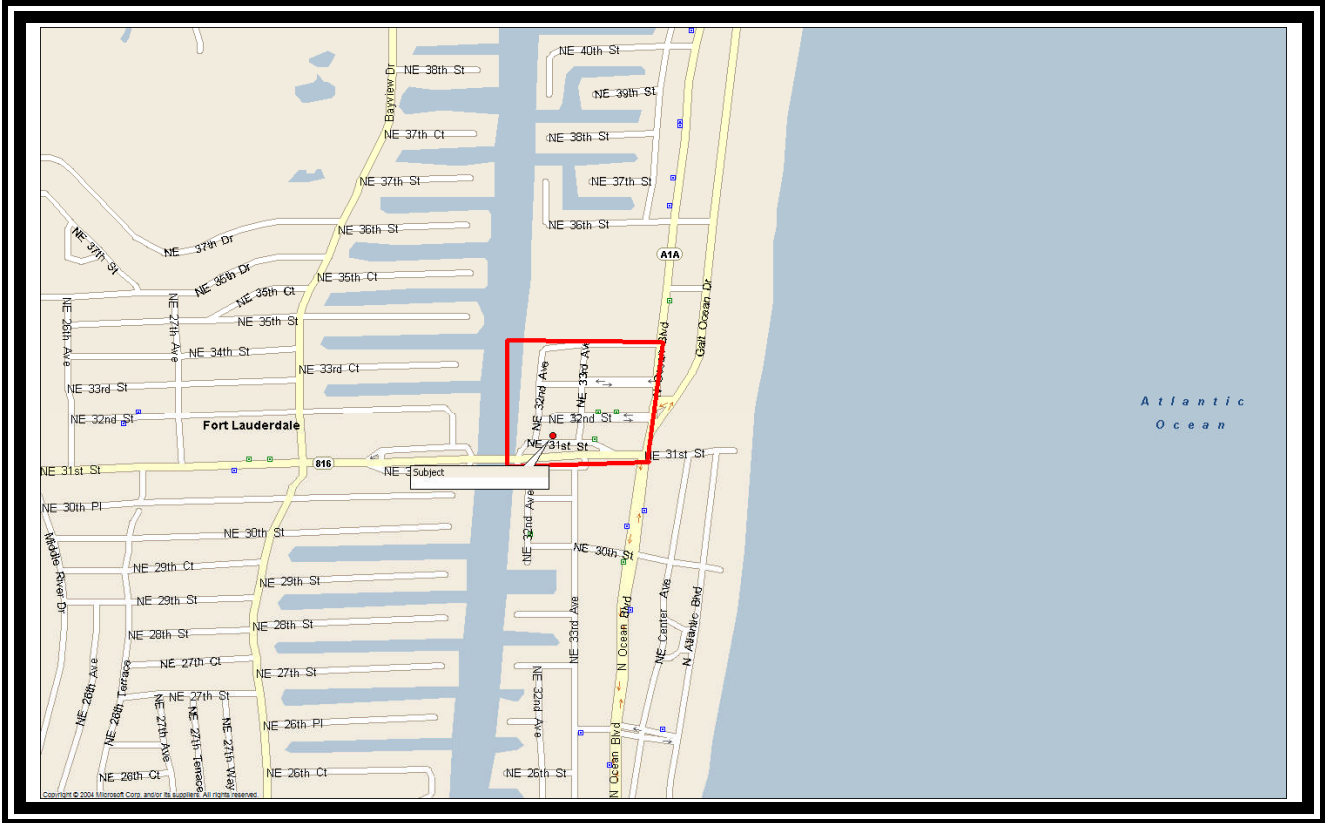 NE 40th St
NE 38th St
Bayview Dr
NE 39th St
NE 37th Ct
NE 38th St
NE 37th St
NE 37th St
NE 36th St
NE 36th St
NE 37th St
NE 37th Dr
A1A
NE 35th Dr
NE 35th Ct
NE 35th Ct
Galt Ocean Dr
NE 26th Ave
NE 27th Ave
NE 35th St
N Ocean Blvd
NE 34th St
NE 33rd Ct
NE 32nd Ave
NE 33rd Ave
NE 33rd St
Atlantic
Ocean
NE 32nd St
Fort Lauderdale
NE 32nd St
NE 31st St
NE 31st St
NE 31st St
816
NE 3
Subject
NE 30th Pl
NE 30th St
NE 32nd Ave
NE 30th St
Middle River Dr
NE 29th Ct
NE 29th St
NE 29th St
NE 28th St
NE 28th St
NE 33rd Ave
N Ocean Blvd
NE Center Ave
N Atlantic Blvd
NE 27th Ct
NE 27th St
NE 26th Ave
NE 26th Terrace
NE 27th St
NE 27th Ave
NE 27th Terrace
NE 27th Way
NE 32nd Ave
NE 26th Pl
N Ocean Blvd
NE 26th Ct
NE 26th Ct
NE 26th St
Copyright © 2004 Microsoft Corp. and/or its suppliers. All rights reserved.